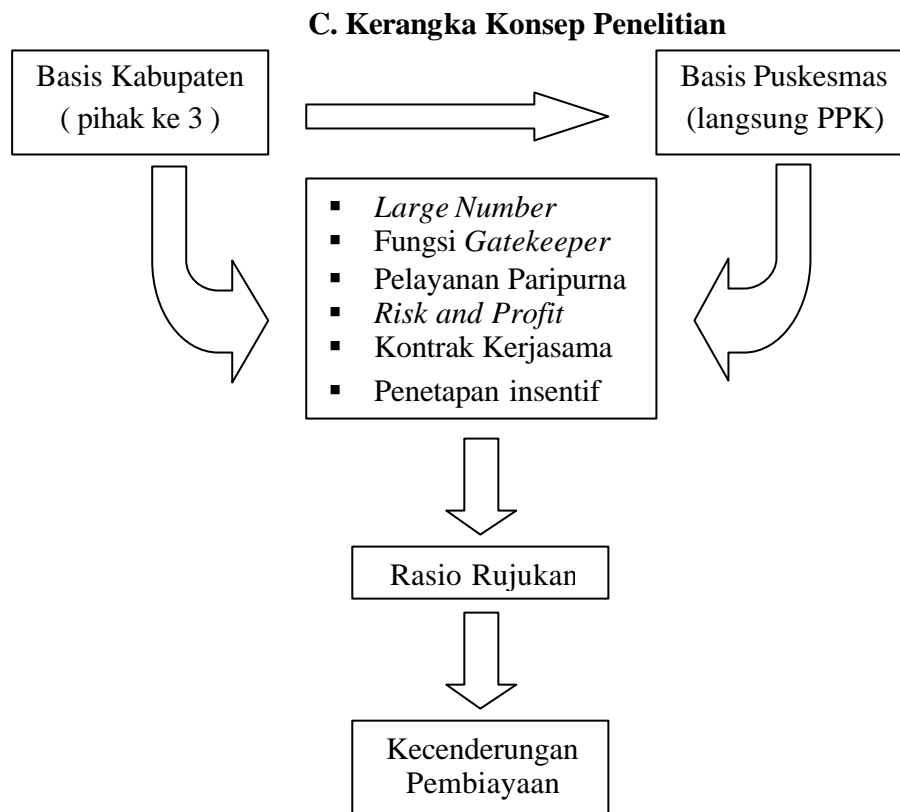 C. Kerangka Konsep Penelitian
Basis Kabupaten
( pihak ke 3 )
Basis Puskesmas
(langsung PPK)
▪ Large Number
▪ Fungsi Gatekeeper
▪ Pelayanan Paripurna
▪ Risk and Profit
▪ Kontrak Kerjasama
▪ Penetapan insentif
Rasio Rujukan
Kecenderungan
Pembiayaan